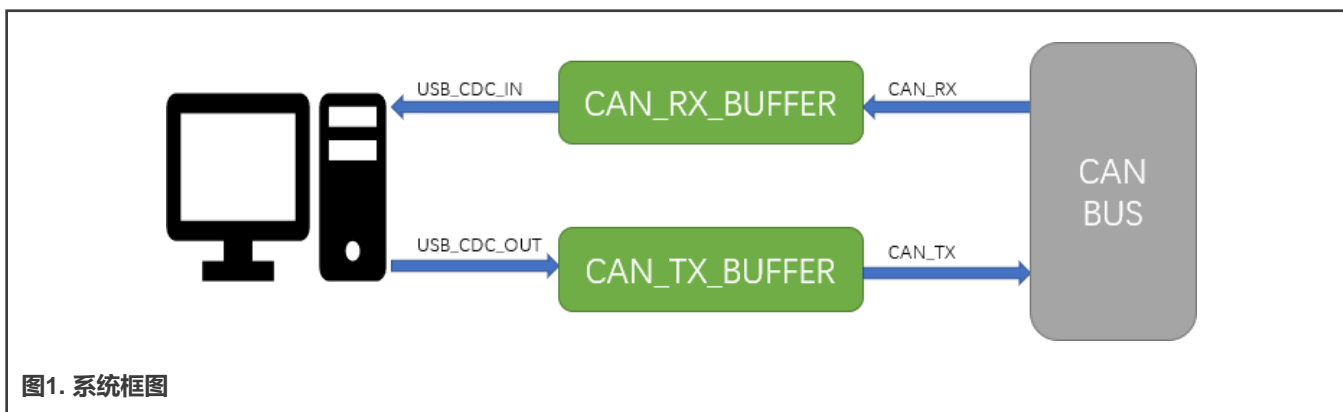 USB_CDC_IN
CAN_RX_BUFFER
CAN_RX
CAN
BUS
USB_CDC_OUT
CAN_TX_BUFFER
CAN_TX
图1. 系统框图